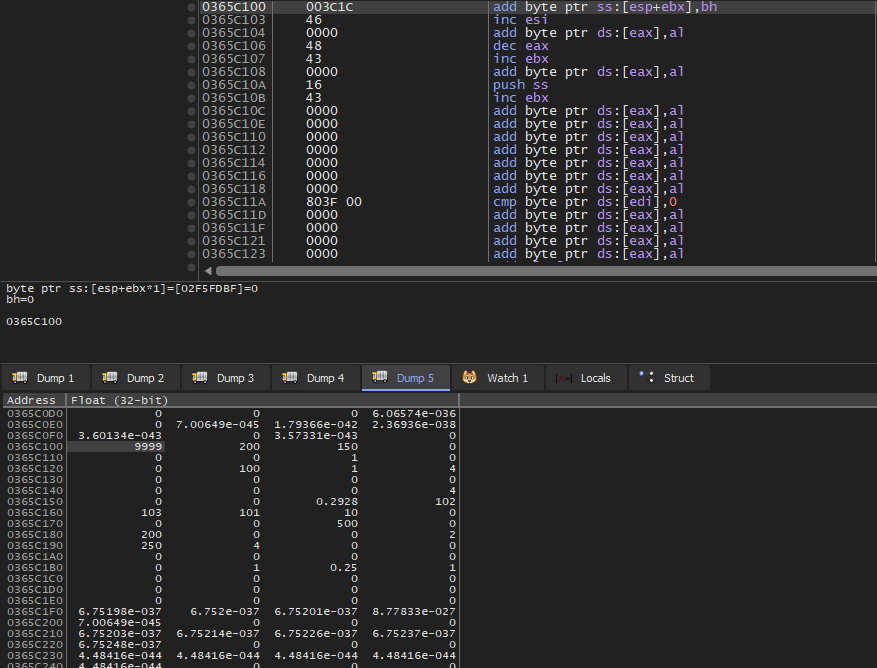 0365C100 003C1C add byte ptr ss:[esp+ebx],bh
0365C103 46 inc esi
0365C104 0000 add byte ptr ds:[eax],al
0365C106 48 dec eax
0365C107 43 inc ebx
0365C108 0000 add byte ptr ds:[eax],al
0365C10A 16 push ss
0365C10B 43 inc ebx
0365C10C 0000 add byte ptr ds:[eax],al
0365C10E 0000 add byte ptr ds:[eax],al
0365C110 0000 add byte ptr ds:[eax],al
0365C112 0000 add byte ptr ds:[eax],al
0365C114 0000 add byte ptr ds:[eax],al
0365C116 0000 add byte ptr ds:[eax],al
0365C118 0000 add byte ptr ds:[eax],al
0365C11A 803F 00 cmp byte ptr ds:[edi],0
0365C11D 0000 add byte ptr ds:[eax],al
0365C11F 0000 add byte ptr ds:[eax],al
0365C121 0000 add byte ptr ds:[eax],al
0365C123 0000 add byte ptr ds:[eax],al
byte ptr ss:[esp+ebx*1]=[02F5FDBF]=0
bh=0
0365C100
Dump 1 Dump 2 Dump 3 Dump 4 Dump 5 Watch 1 Locals Struct
Address Float (32-bit)
0365C0D0 0 0 0 6.06574e-036
0365C0E0 0 7.00649e-045 1.79366e-042 2.36936e-038
0365C0F0 3.60134e-043 0 3.57331e-043 0
0365C100 9999 200 150 0
0365C110 0 0 1 0
0365C120 0 100 1 4
0365C130 0 0 0 0
0365C140 0 0 0 4
0365C150 0 0 0.2928 102
0365C160 103 101 10 0
0365C170 0 0 500 0
0365C180 200 0 0 2
0365C190 250 4 0 0
0365C1A0 0 0 0 0
0365C1B0 0 1 0.25 1
0365C1C0 0 0 0 0
0365C1D0 0 0 0 0
0365C1E0 0 0 0 0
0365C1F0 6.75198e-037 6.752e-037 6.75201e-037 8.77833e-027
0365C200 7.00649e-045 0 0 0
0365C210 6.75203e-037 6.75214e-037 6.75226e-037 6.75237e-037
0365C220 6.75248e-037 0 0 0
0365C230 4.48416e-044 4.48416e-044 4.48416e-044 4.48416e-044
0365C240 4.48416e-044 0 0 0